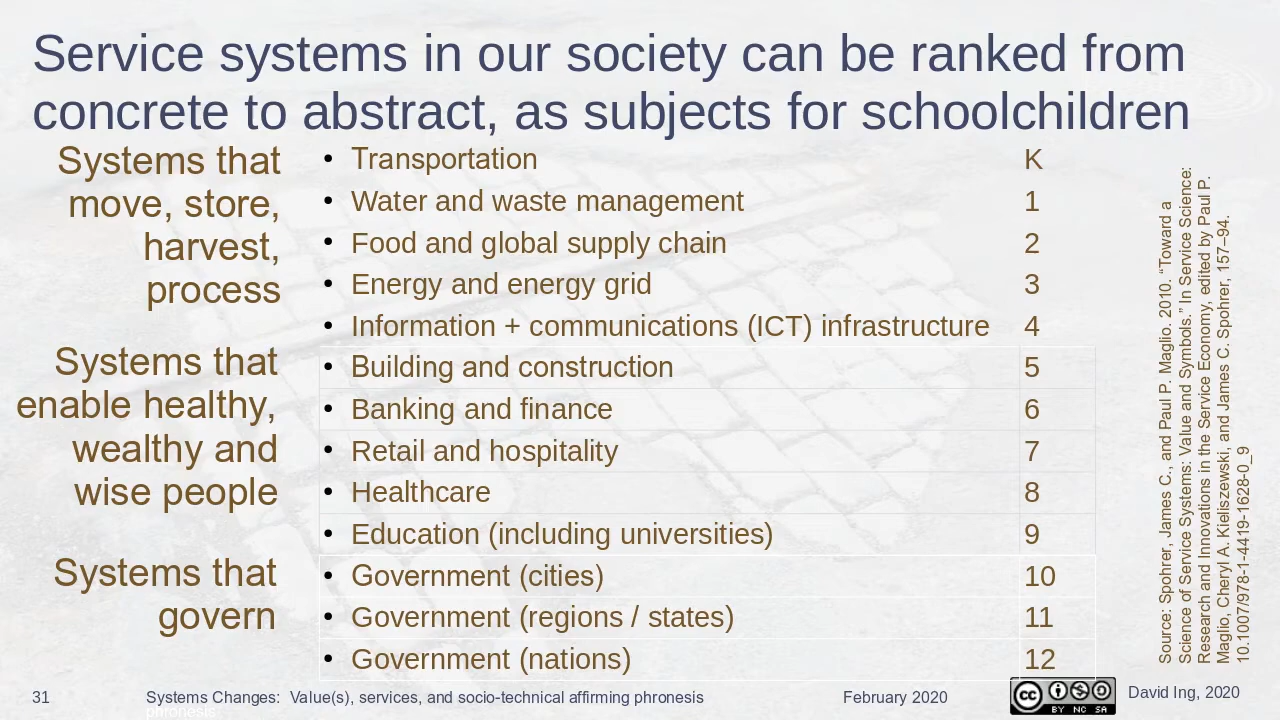 Service systems in our society can be ranked from
concrete to abstract, as subjects for schoolchildren
Systems that
move, store,
harvest,
process
• Transportation K
• Water and waste management 1
• Food and global supply chain 2
• Energy and energy grid 3
• Information + communications (ICT) infrastructure 4
Systems that
enable healthy,
wealthy and
wise people
• Building and construction 5
• Banking and finance 6
• Retail and hospitality 7
• Healthcare 8
• Education (including universities) 9
Systems that
govern
• Government (cities) 10
• Government (regions / states) 11
• Government (nations) 12
Source: Spohrer, James C., and Paul P. Maglio. 2010. “Toward a
Science of Service Systems: Value and Symbols.” In Service Science:
Research and Innovations in the Service Economy, edited by Paul P.
Maglio, Cheryl A. Kieliszewski, and James C. Spohrer, 157–94.
10.1007/978-1-4419-1628-0_9
31
Systems Changes: Value(s), services, and socio-technical affirming phronesis
phronesis
February 2020
cc
BY NC SA
David Ing, 2020